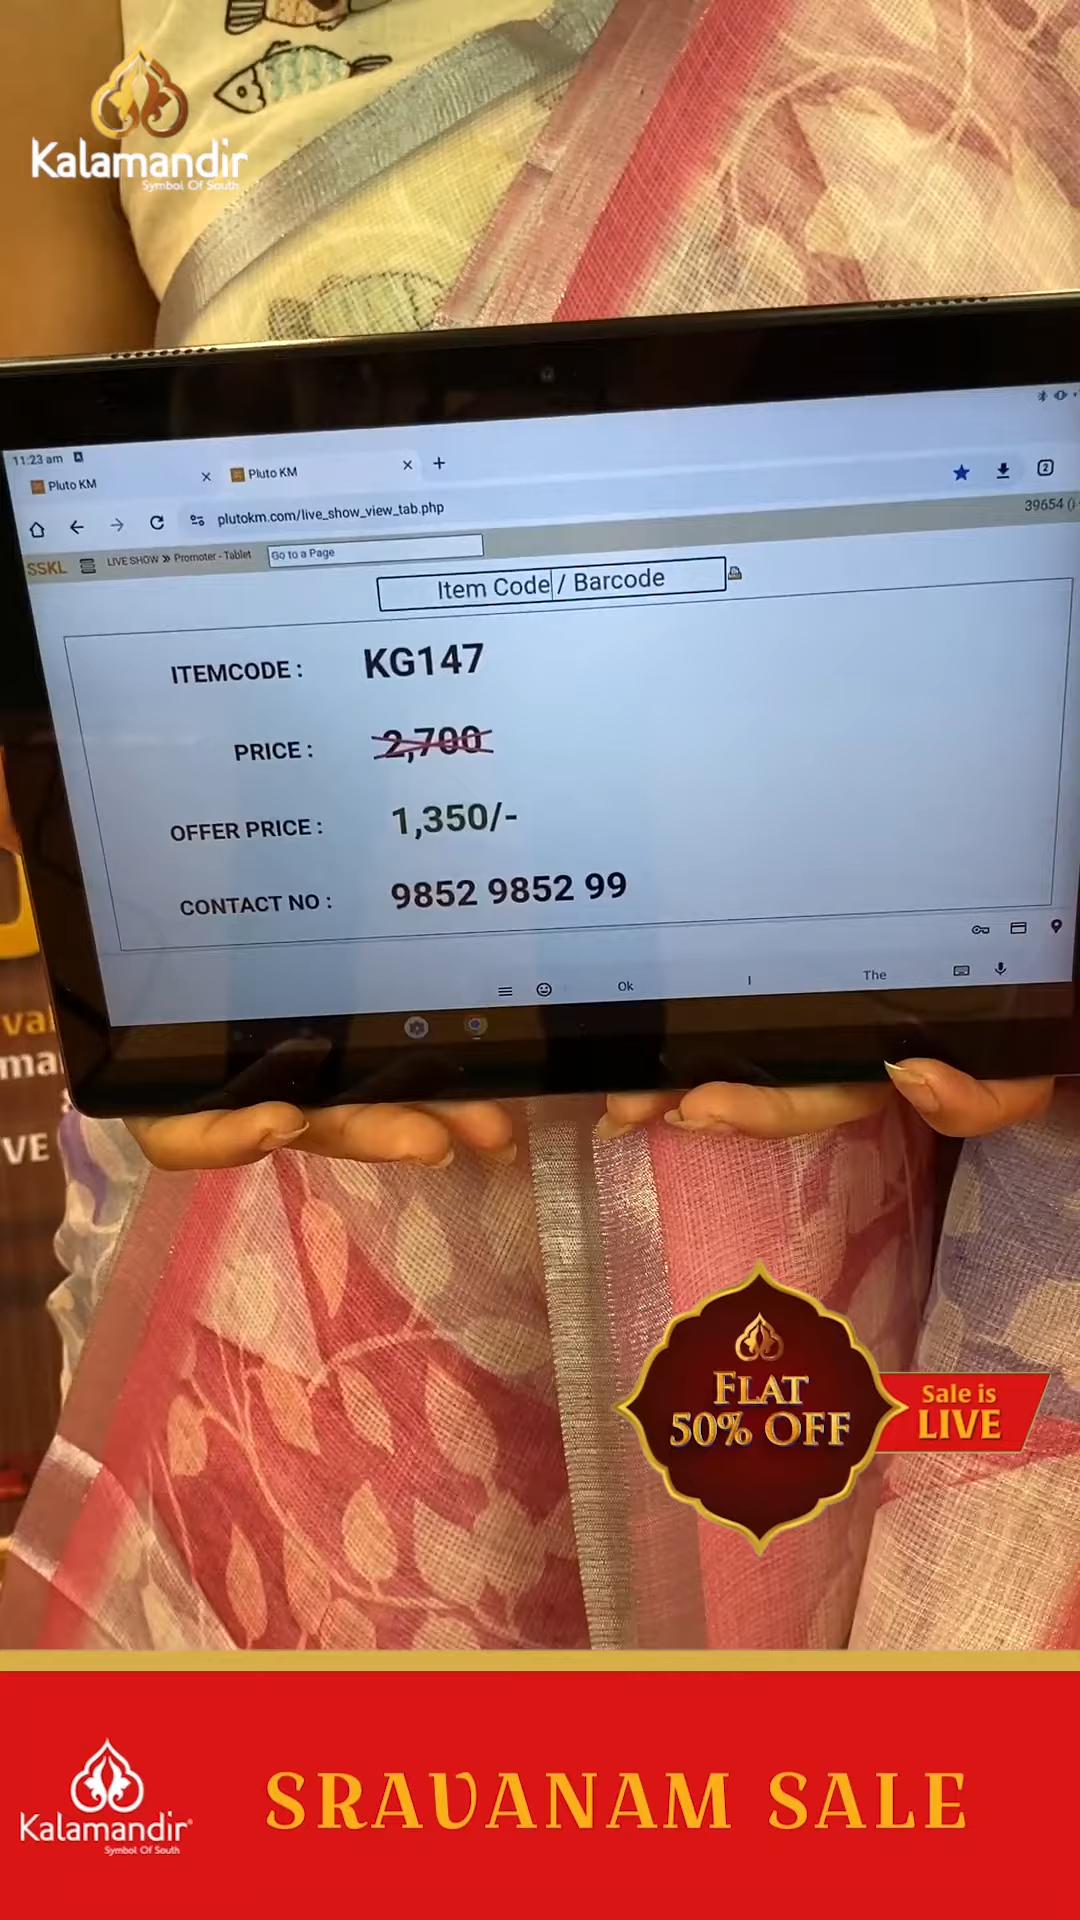 Kalamandir
Symbol Of South
11:23 am
Pluto KM
Pluto KM
2
plutokm.com/live_show_view_tab.php
39654 ()
SSKL
LIVE SHOW » Promoter - Tablet
Go to a Page
Item Code / Barcode
ITEMCODE : KG147
PRICE : 2,700
OFFER PRICE : 1,350/-
CONTACT NO : 9852 9852 99
Ok
I
The
VE
FLAT
50% OFF
Sale is
LIVE
Kalamandir
Symbol Of South
SRAVANAM SALE